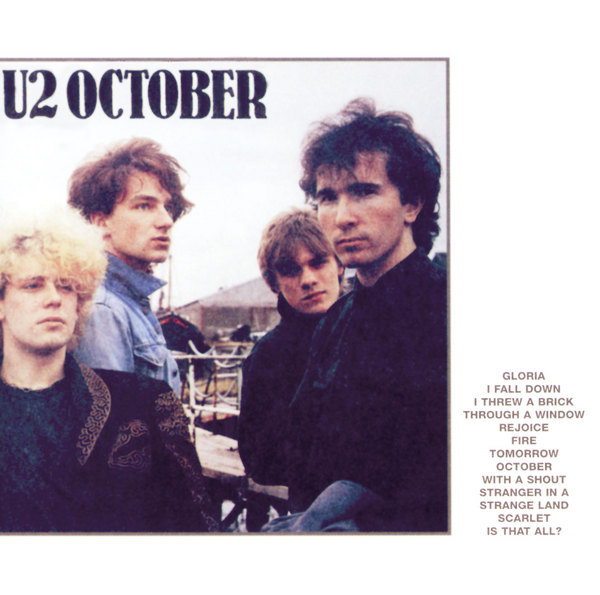 U2 OCTOBER
GLORIA
I FALL DOWN
I THREW A BRICK
THROUGH A WINDOW
REJOICE
FIRE
TOMORROW
OCTOBER
WITH A SHOUT
STRANGER IN A
STRANGE LAND
SCARLET
IS THAT ALL?